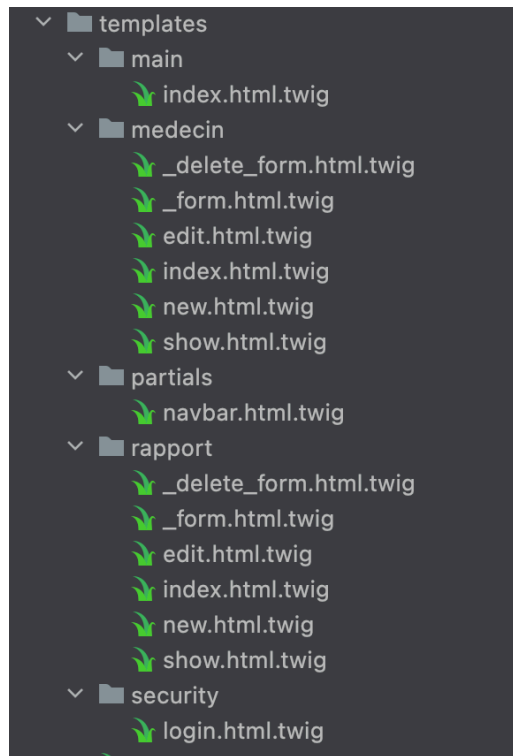 templates
main
index.html.twig
medecin
_delete_form.html.twig
_form.html.twig
edit.html.twig
index.html.twig
new.html.twig
show.html.twig
partials
navbar.html.twig
rapport
_delete_form.html.twig
_form.html.twig
edit.html.twig
index.html.twig
new.html.twig
show.html.twig
security
login.html.twig